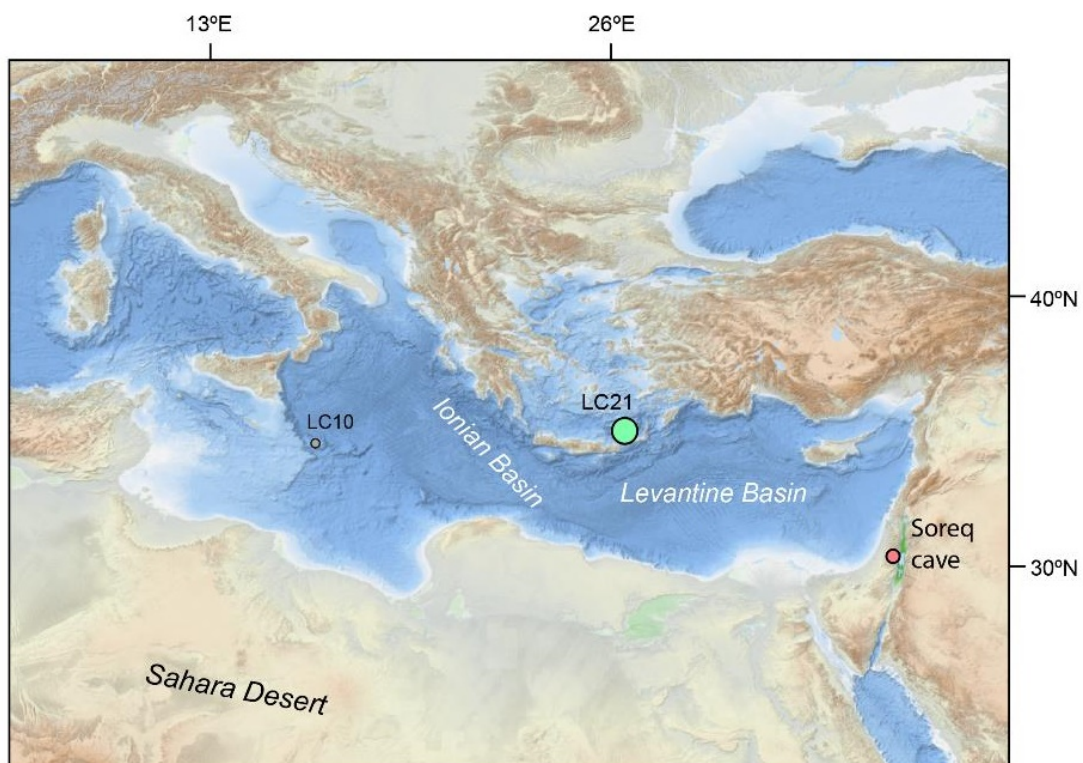 13ºE
26ºE
40ºN
LC21
LC10
Ionian Basin
Levantine Basin
Soreq
cave
30ºN
Sahara Desert